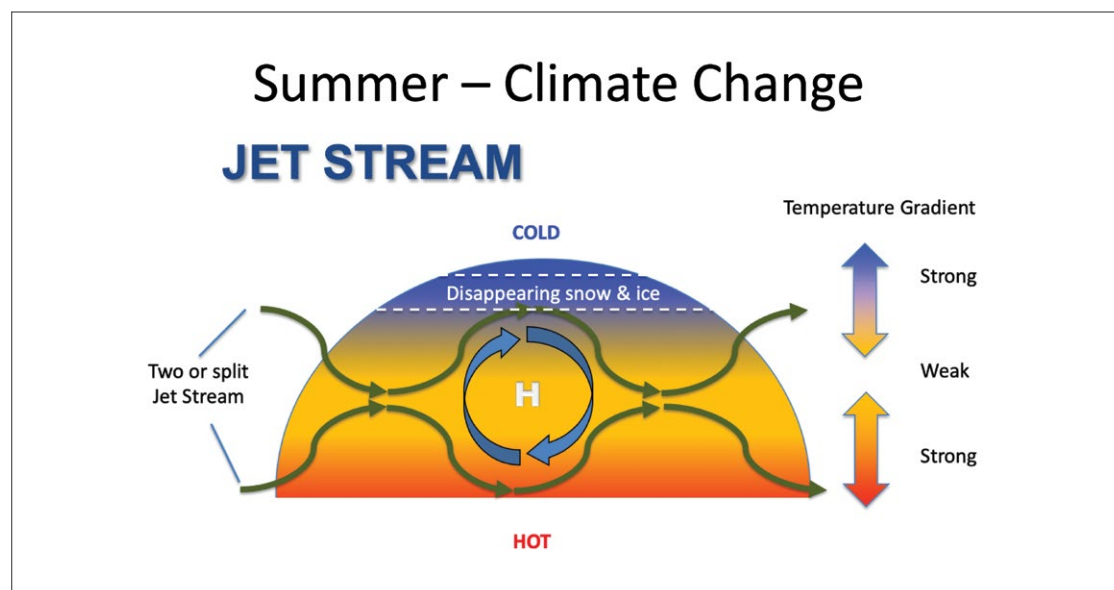 Summer – Climate Change
JET STREAM
Temperature Gradient
COLD
Strong
Disappearing snow & ice
Two or split
Jet Stream
H
Weak
Strong
HOT